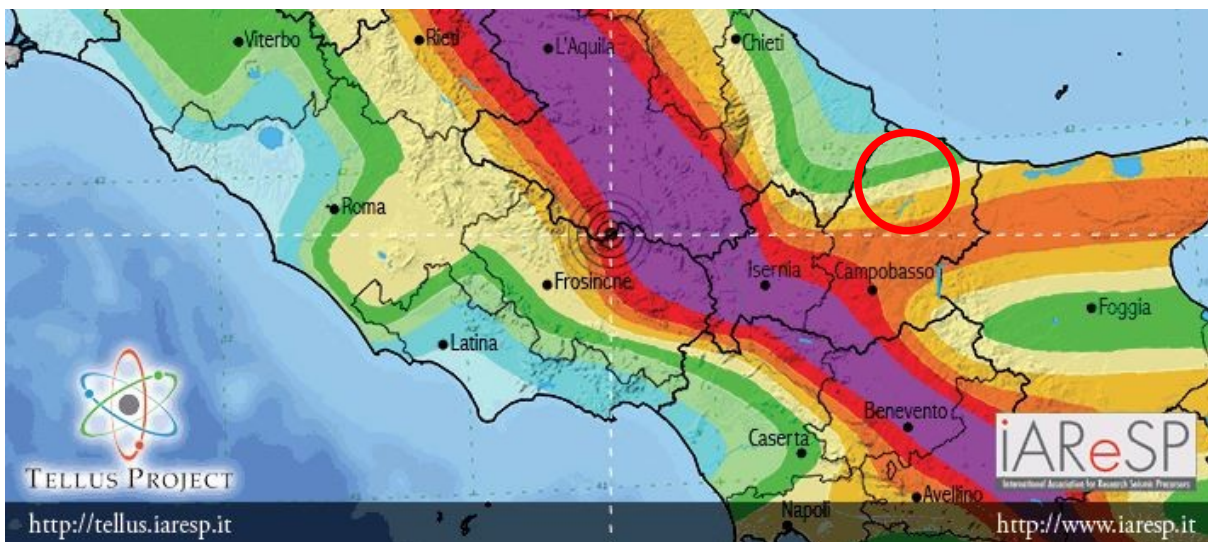 Viterbo
Rieti
L'Aquila
Chieti
Roma
Frosinone
Isernia
Campobasso
Foggia
Latina
Benevento
Caserta
Avellino
Napoli
TELLUS PROJECT
iAReSP
International Association for Research Seismic Precursors
http://tellus.iaresp.it
http://www.iaresp.it